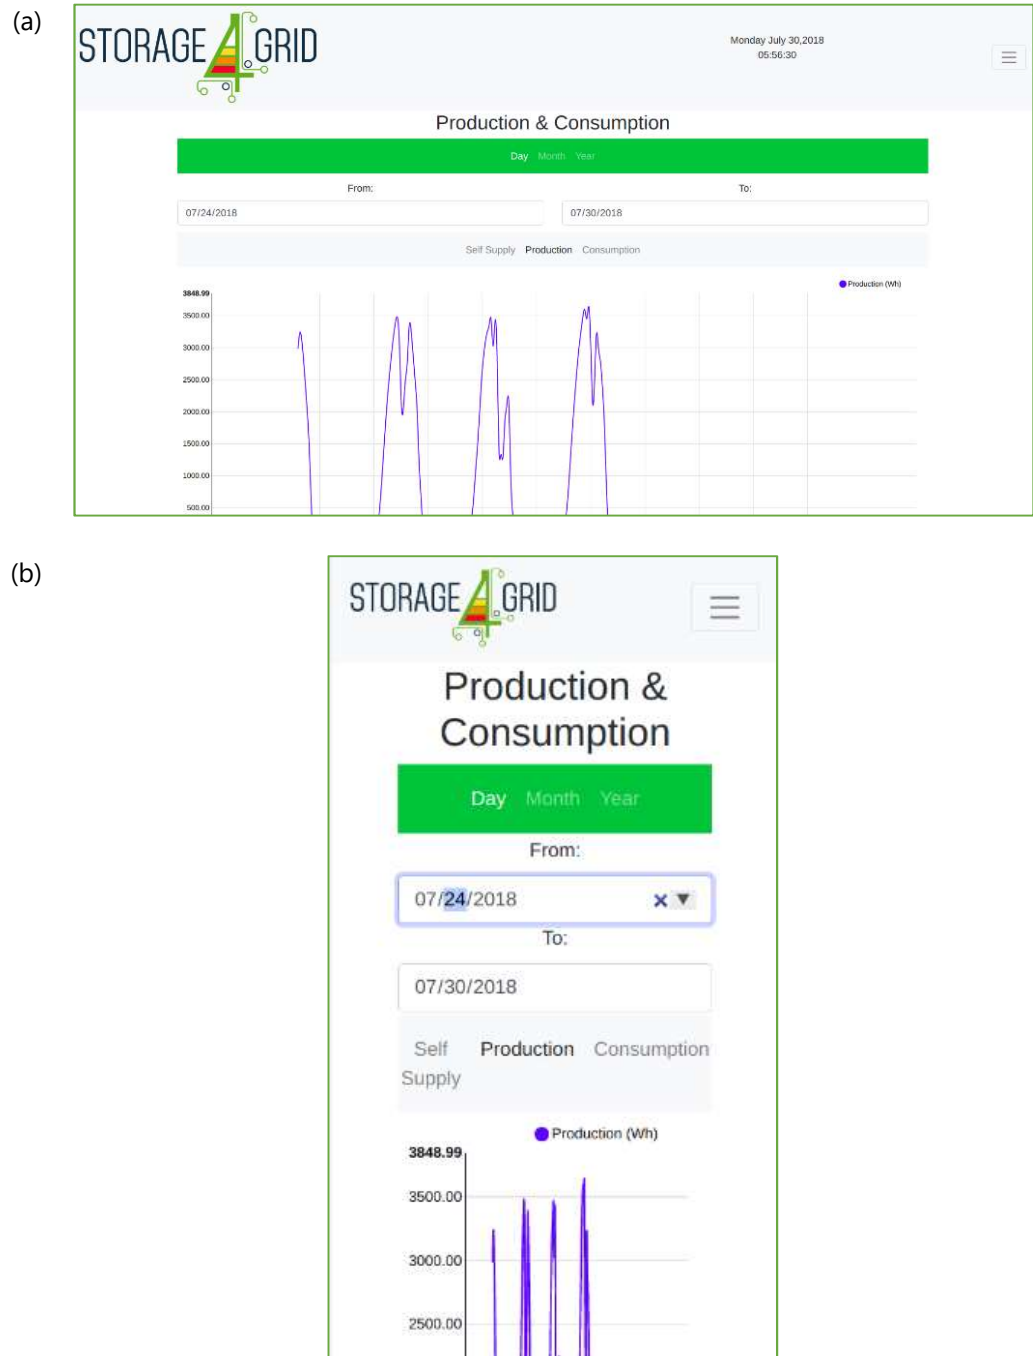 (a)
STORAGE 4 GRID
Monday July 30,2018
05:56:30
Production & Consumption
Day Month Year
From: To:
07/24/2018 07/30/2018
Self Supply Production Consumption
Production (Wh)
3848.99
3500.00
3000.00
2500.00
2000.00
1500.00
1000.00
500.00
(b)
STORAGE 4 GRID
Production &
Consumption
Day Month Year
From:
07/24/2018
To:
07/30/2018
Self Production Consumption
Supply
Production (Wh)
3848.99
3500.00
3000.00
2500.00